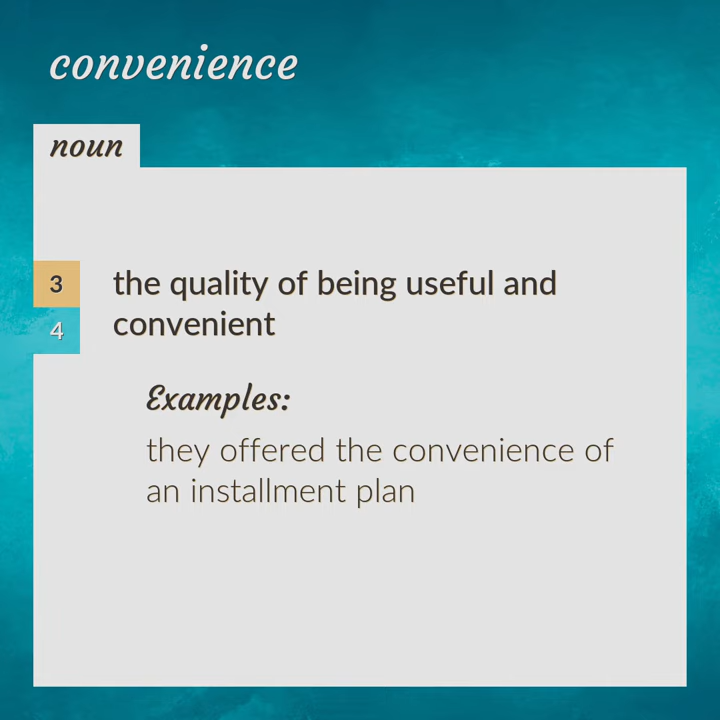 convenience
noun
3
4
the quality of being useful and
convenient
Examples:
they offered the convenience of
an installment plan